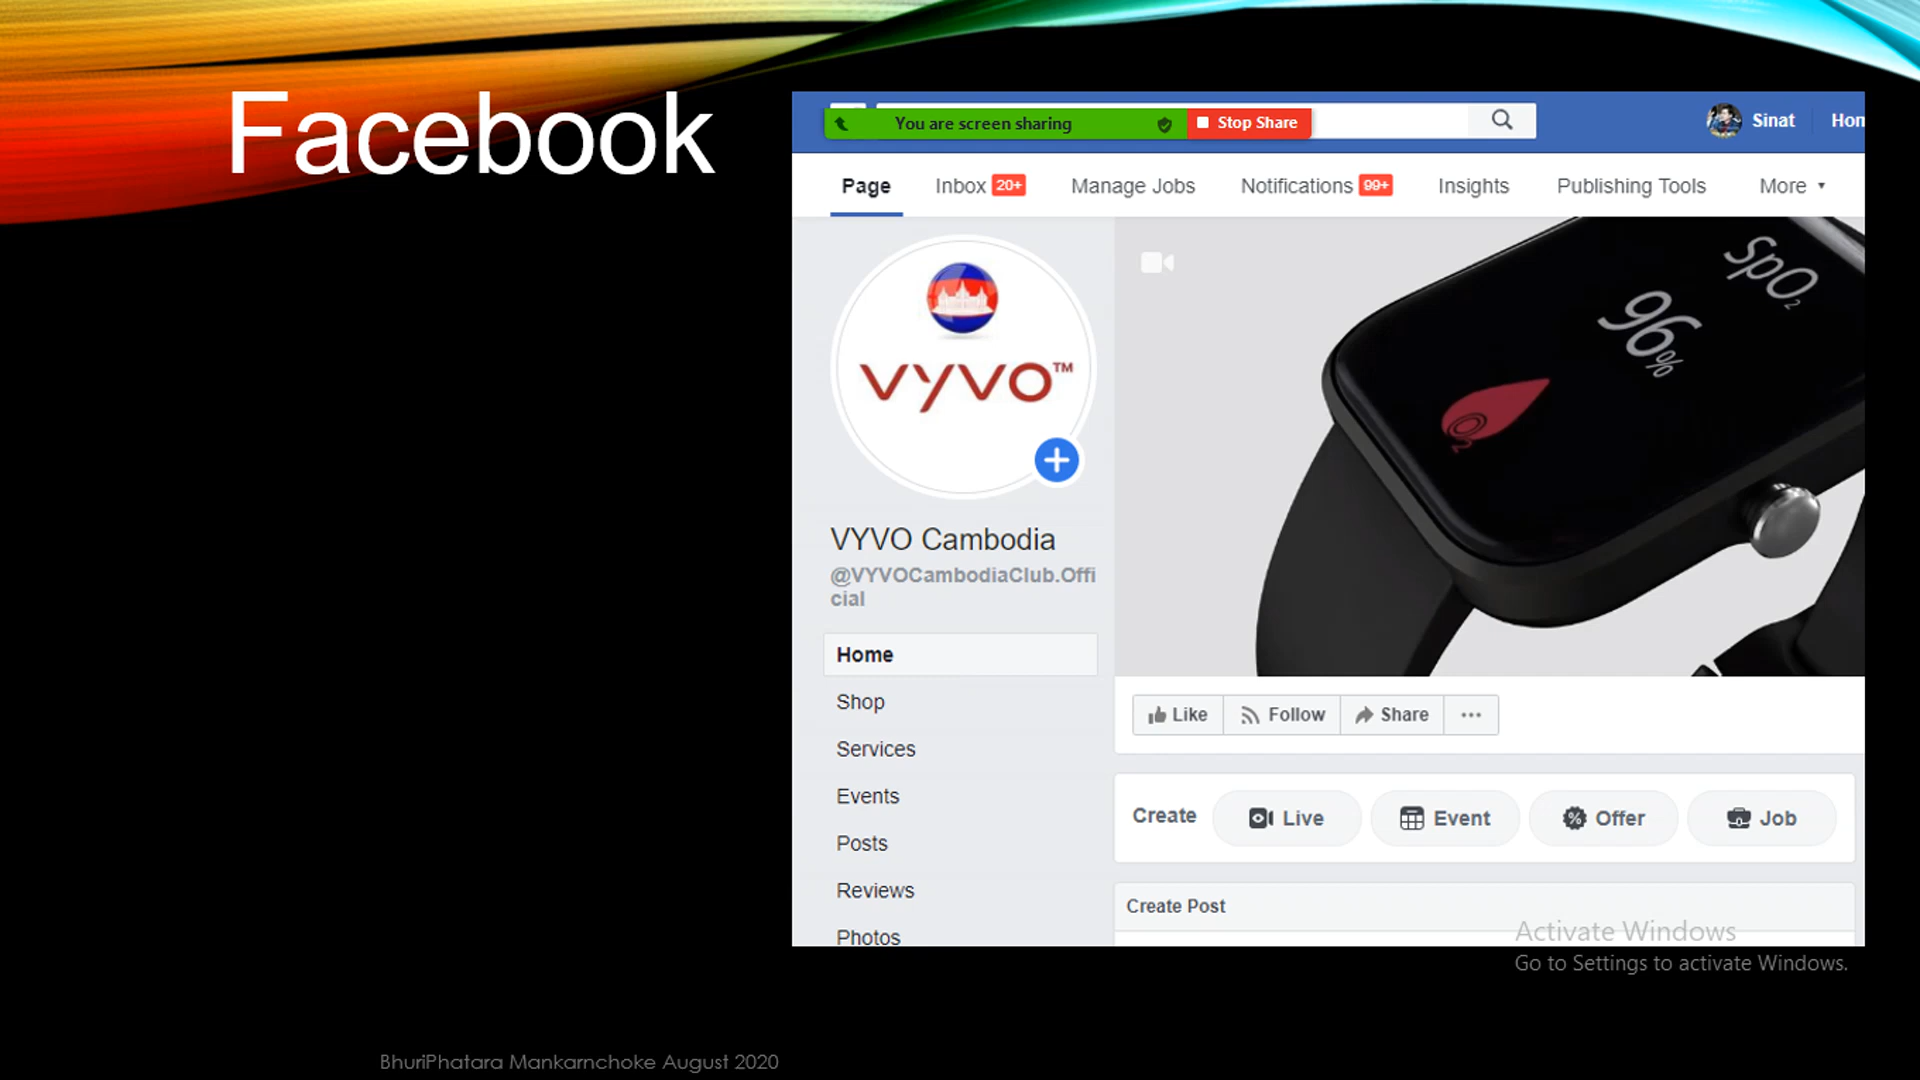 Facebook
You are screen sharing
Stop Share
Sinat
Hom
Page
Inbox 20+
Manage Jobs
Notifications 99+
Insights
Publishing Tools
More
VYVO™
SpO2
96%
O2
VYVO Cambodia
@VYVOCambodiaClub.Offi
cial
Home
Shop
Services
Events
Posts
Reviews
Photos
Like
Follow
Share
Create
Live
Event
Offer
Job
Create Post
Activate Windows
Go to Settings to activate Windows.
BhuriPhatara Mankarnchoke August 2020